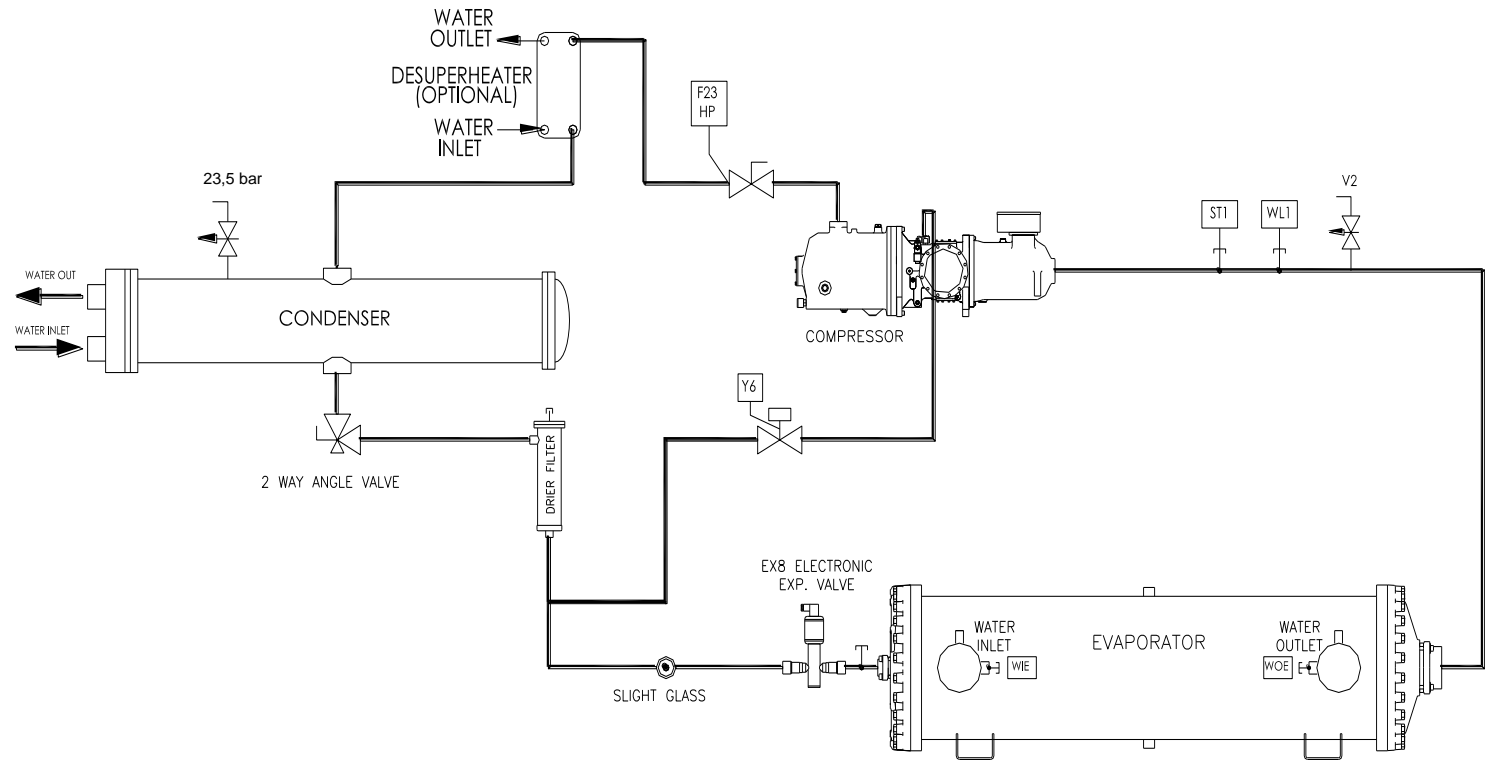 WATER
OUTLET
DESUPERHEATER
(OPTIONAL)
WATER
INLET
F23
HP
23,5 bar
WATER OUT
WATER INLET
CONDENSER
COMPRESSOR
ST1
WL1
V2
2 WAY ANGLE VALVE
DRIER FILTER
Y6
EX8 ELECTRONIC
EXP. VALVE
SLIGHT GLASS
WATER
INLET
WIE
EVAPORATOR
WATER
OUTLET
WOE